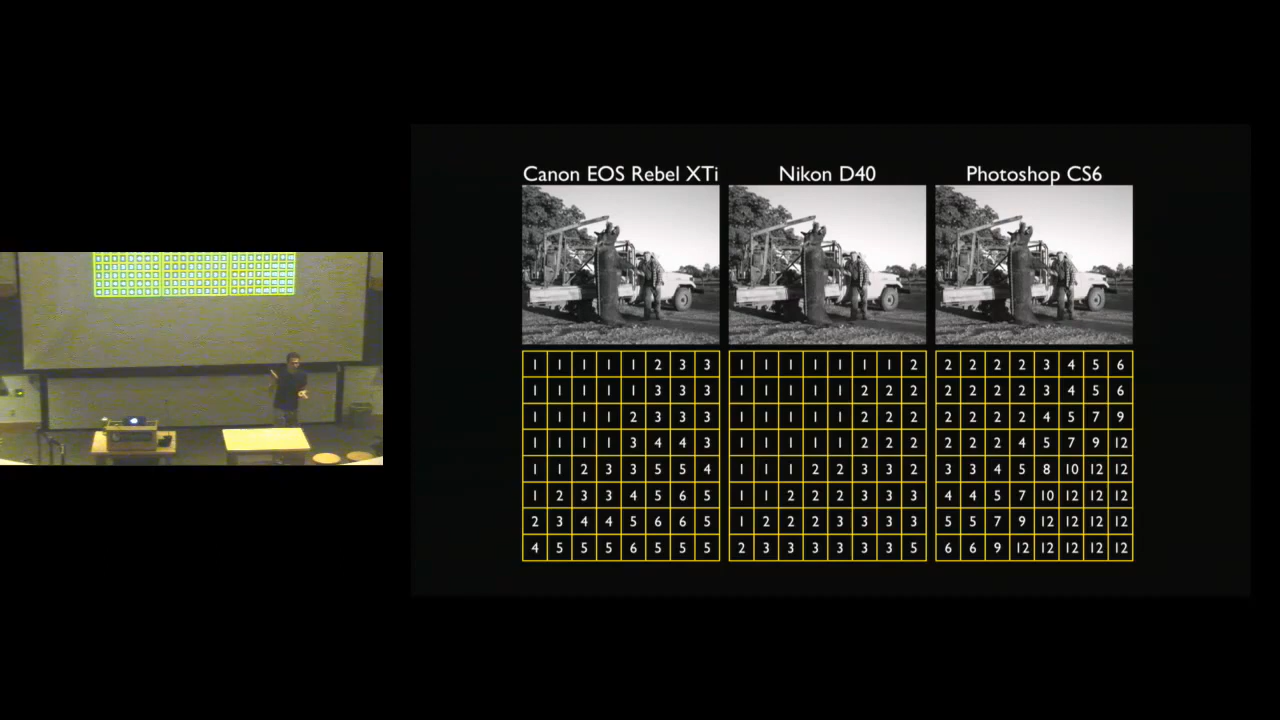 Canon EOS Rebel XTi Nikon D40 Photoshop CS6
1 1 1 1 1 2 3 3 1 1 1 1 1 1 1 2 2 2 2 2 3 4 5 6
1 1 1 1 1 3 3 3 1 1 1 1 1 2 2 2 2 2 2 2 3 4 5 6
1 1 1 1 2 3 3 3 1 1 1 1 1 2 2 2 2 2 2 2 4 5 7 9
1 1 1 1 3 4 4 3 1 1 1 1 1 2 2 2 2 2 2 4 5 7 9 12
1 1 2 3 3 5 5 4 1 1 1 2 2 3 3 2 3 3 4 5 8 10 12 12
1 2 3 3 4 5 6 5 1 1 2 2 2 3 3 3 4 4 5 7 10 12 12 12
2 3 4 4 5 6 6 5 1 2 2 2 3 3 3 3 5 5 7 9 12 12 12 12
4 5 5 5 6 5 5 5 2 3 3 3 3 3 3 5 6 6 9 12 12 12 12 12